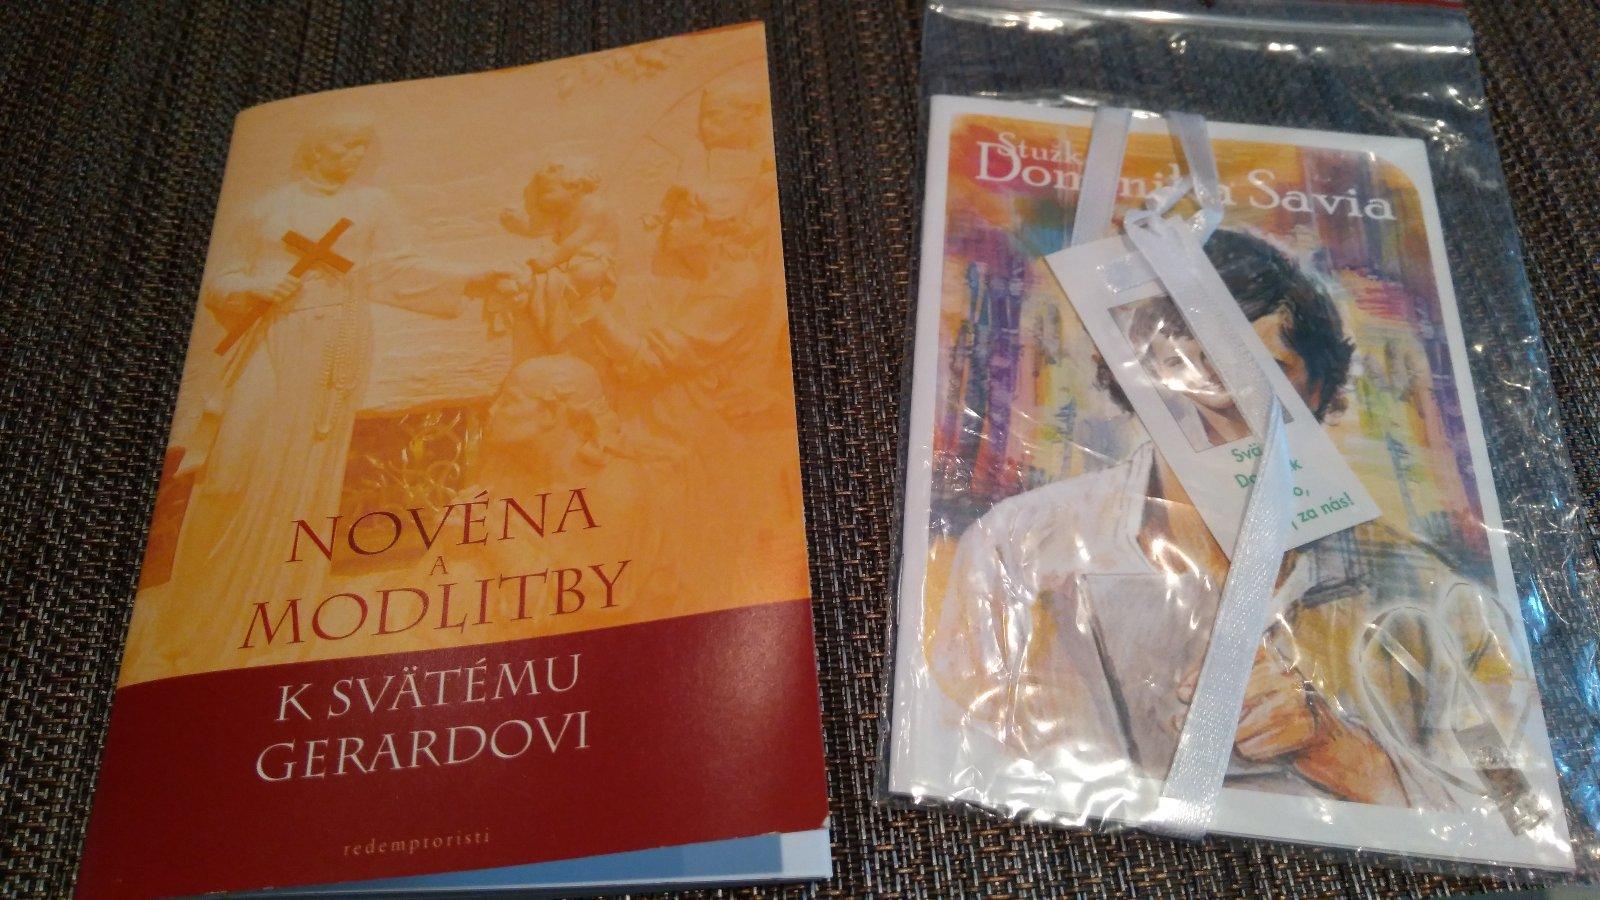 NOVÉNA
A
MODLITBY
K SVÄTÉMU
GERARDOVI
redemptoristi
Savia
za nás!